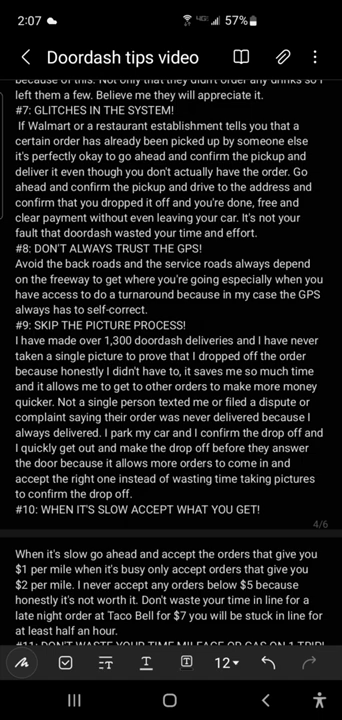 2:07
57%
Doordash tips video
because of this. Not only that they didn't order any drinks so I
left them a few. Believe me they will appreciate it.
#7: GLITCHES IN THE SYSTEM!
If Walmart or a restaurant establishment tells you that a
certain order has already been picked up by someone else
it's perfectly okay to go ahead and confirm the pickup and
deliver it even though you don't actually have the order. Go
ahead and confirm the pickup and drive to the address and
confirm that you dropped it off and you're done, free and
clear payment without even leaving your car. It's not your
fault that doordash wasted your time and effort.
#8: DON'T ALWAYS TRUST THE GPS!
Avoid the back roads and the service roads always depend
on the freeway to get where you're going especially when you
have access to do a turnaround because in my case the GPS
always has to self-correct.
#9: SKIP THE PICTURE PROCESS!
I have made over 1,300 doordash deliveries and I have never
taken a single picture to prove that I dropped off the order
because honestly I didn't have to, it saves me so much time
and it allows me to get to other orders to make more money
quicker. Not a single person texted me or filed a dispute or
complaint saying their order was never delivered because I
always delivered. I park my car and I confirm the drop off and
I quickly get out and make the drop off before they answer
the door because it allows more orders to come in and
accept the right one instead of wasting time taking pictures
to confirm the drop off.
#10: WHEN IT'S SLOW ACCEPT WHAT YOU GET!
4/6
When it's slow go ahead and accept the orders that give you
$1 per mile when it's busy only accept orders that give you
$2 per mile. I never accept any orders below $5 because
honestly it's not worth it. Don't waste your time in line for a
late night order at Taco Bell for $7 you will be stuck in line for
at least half an hour.
#11: DON'T WASTE YOUR TIME MILEAGE OR GAS ON 1 TRIP!
12